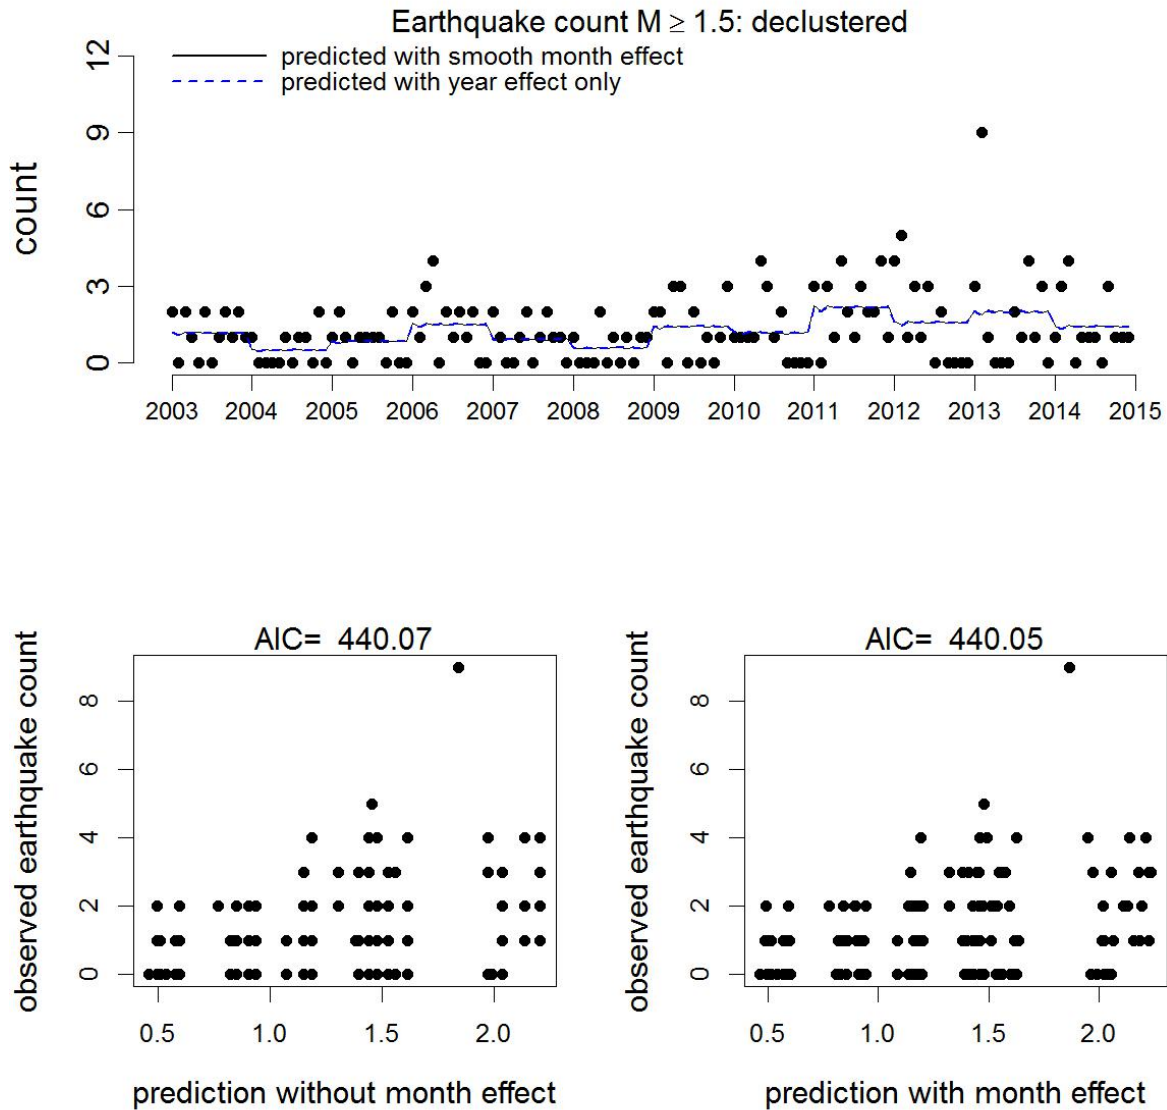 Earthquake count M ≥ 1.5: declustered
predicted with smooth month effect
predicted with year effect only
count
12
9
6
3
0
2003 2004 2005 2006 2007 2008 2009 2010 2011 2012 2013 2014 2015
AIC= 440.07
observed earthquake count
8
6
4
2
0
0.5 1.0 1.5 2.0
prediction without month effect
AIC= 440.05
observed earthquake count
8
6
4
2
0
0.5 1.0 1.5 2.0
prediction with month effect